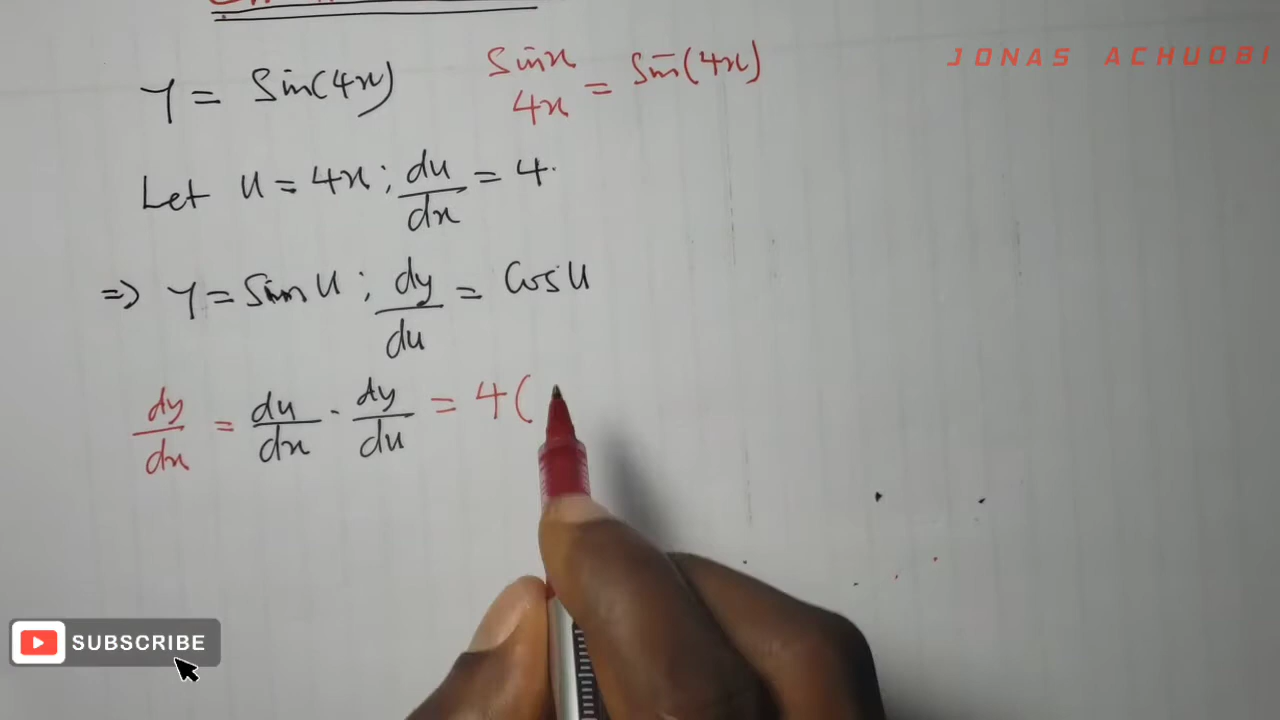 JONAS ACHUOBI
y = Sin(4x) Sinx/4x = Sin(4x)
Let u = 4x ; du/dx = 4.
=> y = Sin u ; dy/du = Cos u
dy/dx = du/dx · dy/du = 4(
SUBSCRIBE